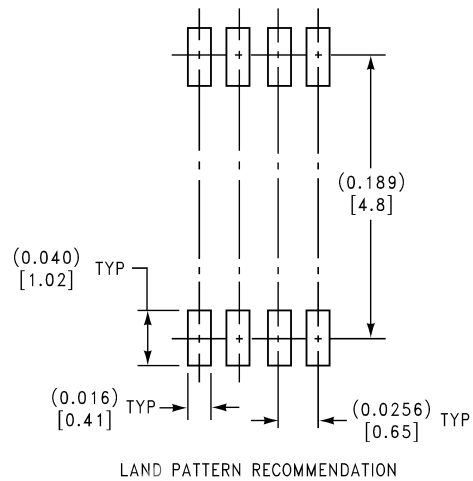 (0.189)
[4.8]
(0.040)
[1.02]
TYP
(0.016)
[0.41]
TYP
(0.0256)
[0.65]
TYP
LAND PATTERN RECOMMENDATION